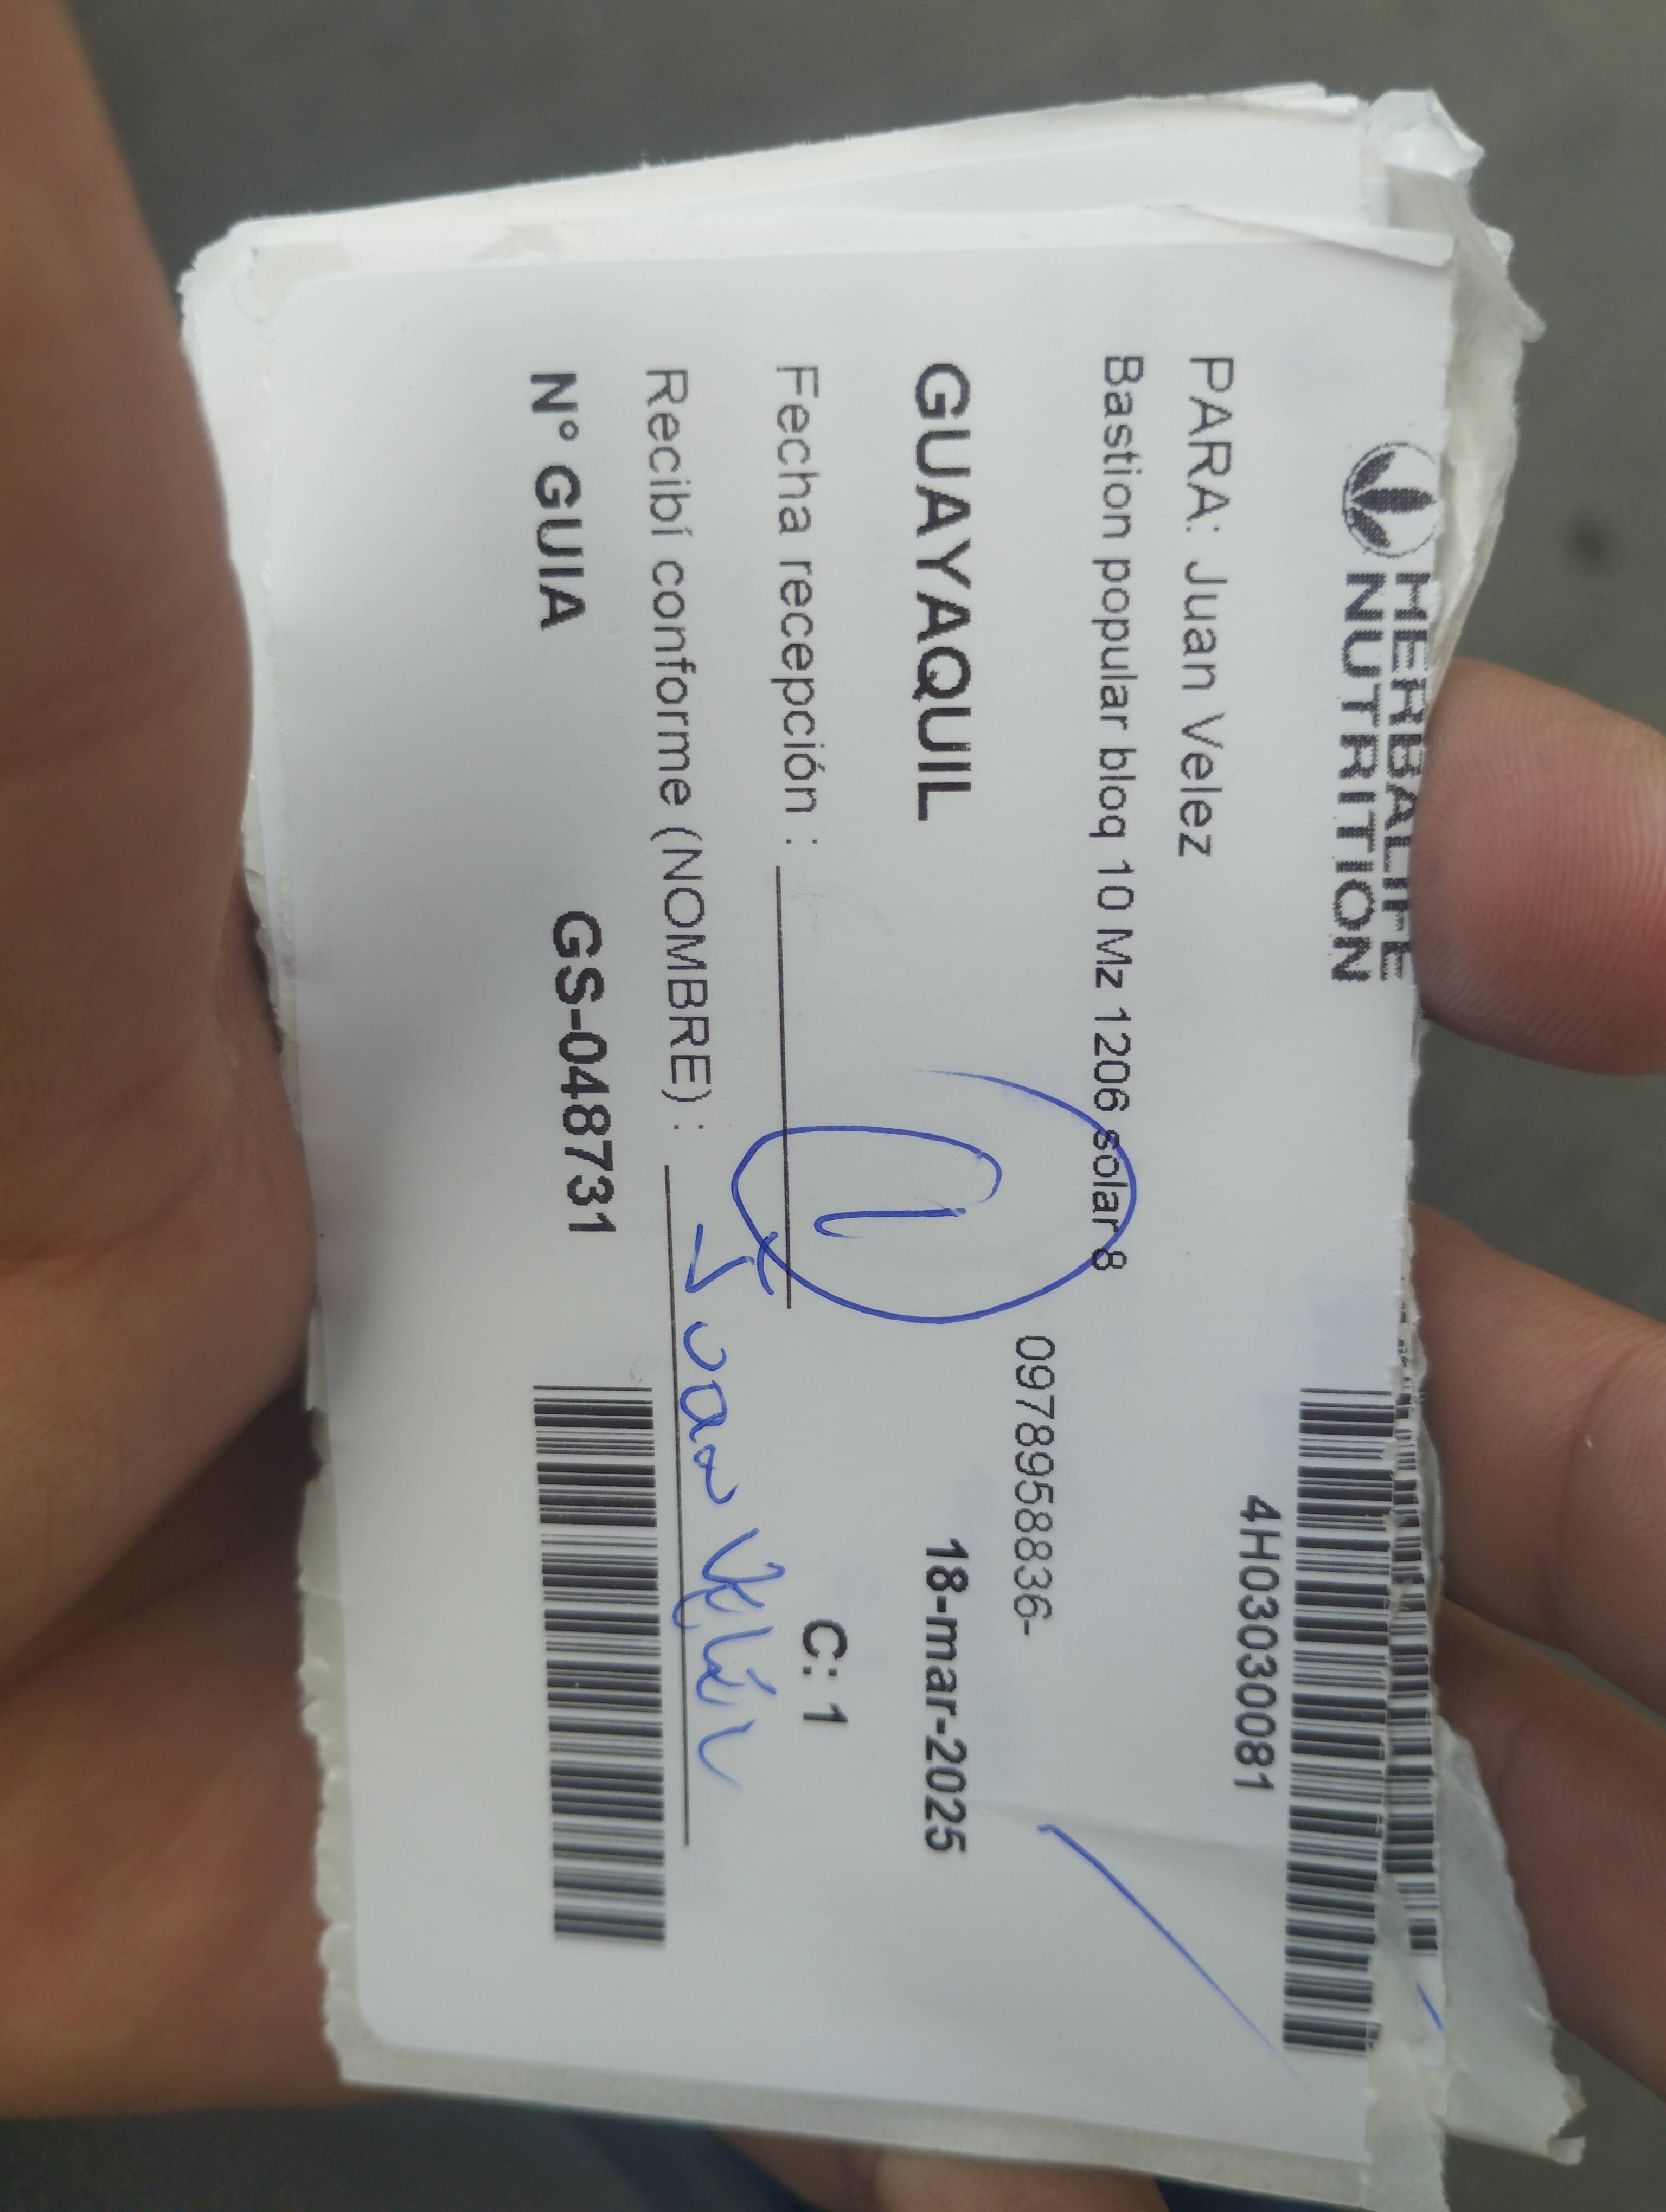 HERBALIFE
NUTRITION
4H03030081
PARA: Juan Velez
Bastion popular bloq 10 Mz 1206 solar 8
0978958836-
GUAYAQUIL
18-mar-2025
Fecha recepción :
C: 1
Recibí conforme (NOMBRE) : Juan Velez
N° GUIA GS-048731